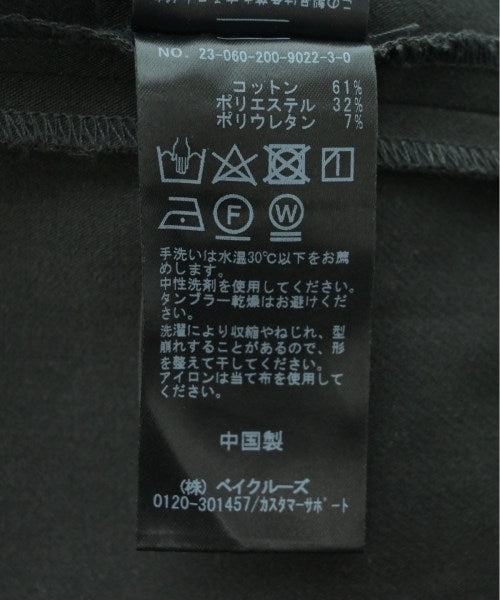 この製品は
NO. 23-060-200-9022-3-0
コットン 61%
ポリエステル 32%
ポリウレタン 7%
F W
手洗いは水温30℃以下をお薦
めします。
中性洗剤を使用してください。
タンブラー乾燥はお避けくださ
い。
洗濯により収縮やねじれ、型
崩れすることがあるので、形
を整えて干してください。
アイロンは当て布を使用して
ください。
中国製
(株) ベイクルーズ
0120-301457/カスタマーサポート